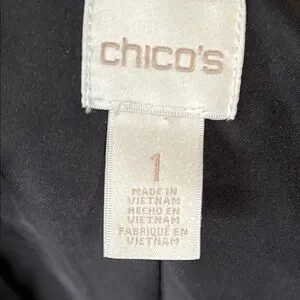 chico's
1
MADE IN
VIETNAM
HECHO EN
VIETNAM
FABRIQUÉ EN
VIETNAM